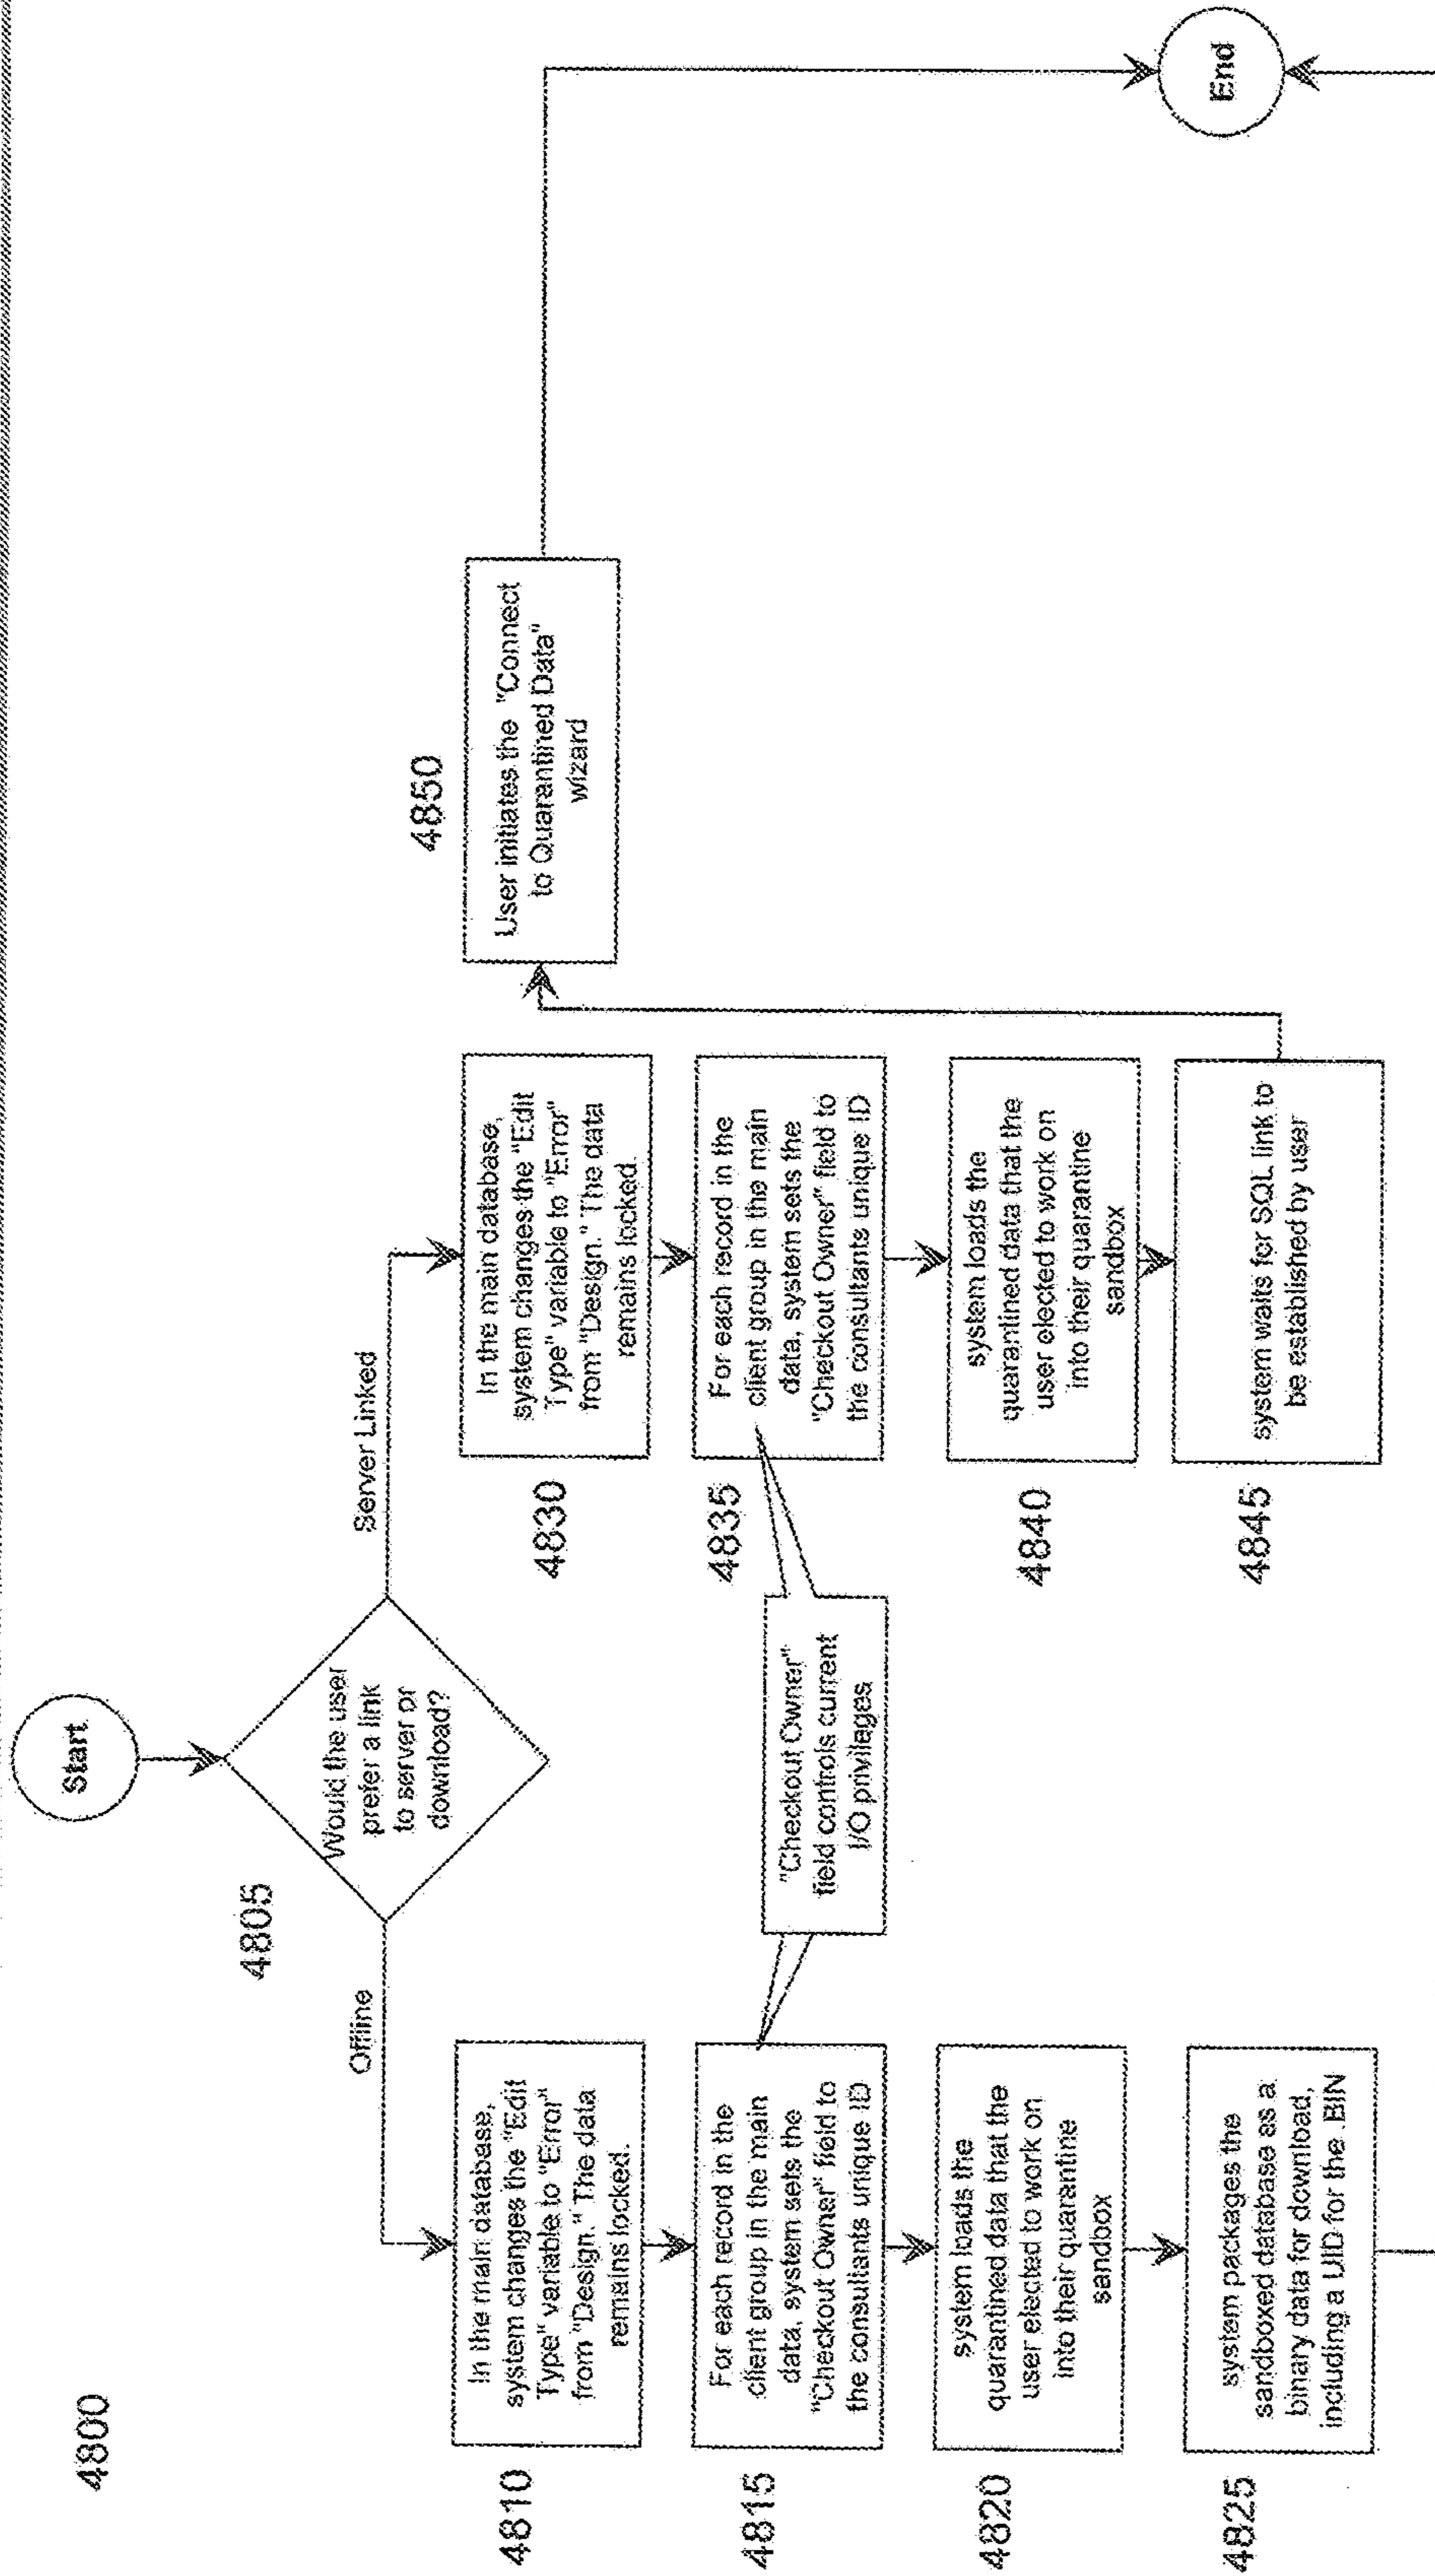 4800
Start
4805
Would the user
prefer a link
to server or
download?
Offline
Server Linked
4810
In the main database,
system changes the "Edit
Type" variable to "Error"
from "Design." The data
remains locked.
4815
For each record in the
client group in the main
data, system sets the
"Checkout Owner" field to
the consultants unique ID
4820
system loads the
quarantined data that the
user elected to work on
into their quarantine
sandbox
4825
system packages the
sandboxed database as a
binary data for download,
including a UID for the .BIN
"Checkout Owner"
field controls current
I/O privileges
4830
In the main database,
system changes the "Edit
Type" variable to "Error"
from "Design." The data
remains locked.
4835
For each record in the
client group in the main
data, system sets the
"Checkout Owner" field to
the consultants unique ID
4840
system loads the
quarantined data that the
user elected to work on
into their quarantine
sandbox
4845
system waits for SQL link to
be established by user
4850
User initiates the "Connect
to Quarantined Data"
wizard
End